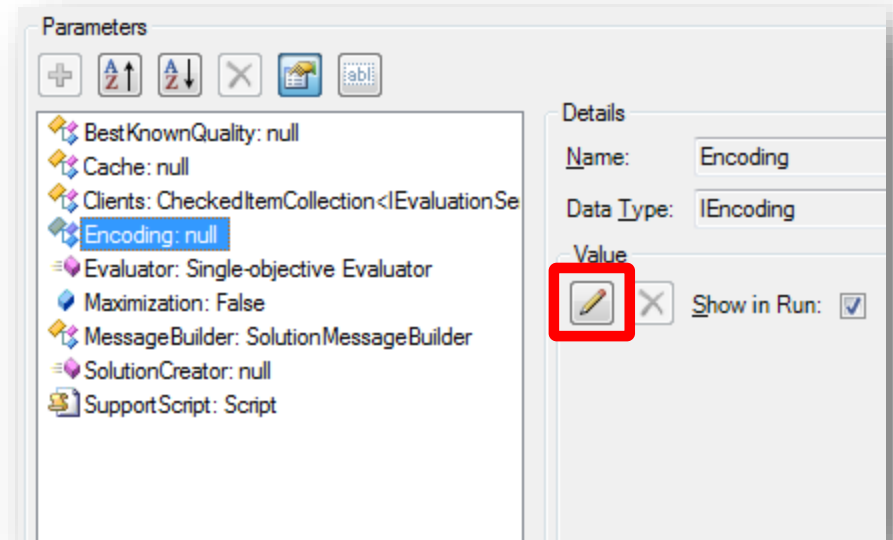 Parameters
A
Z
A
Z
abl
BestKnownQuality: null
Cache: null
Clients: CheckedItemCollection<IEvaluationSe
Encoding: null
Evaluator: Single-objective Evaluator
Maximization: False
MessageBuilder: SolutionMessageBuilder
SolutionCreator: null
SupportScript: Script
Details
Name: Encoding
Data Type: IEncoding
Value
Show in Run: